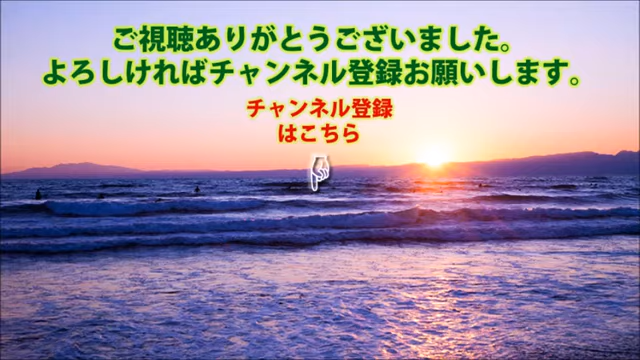 ご視聴ありがとうございました。
よろしければチャンネル登録お願いします。
チャンネル登録
はこちら